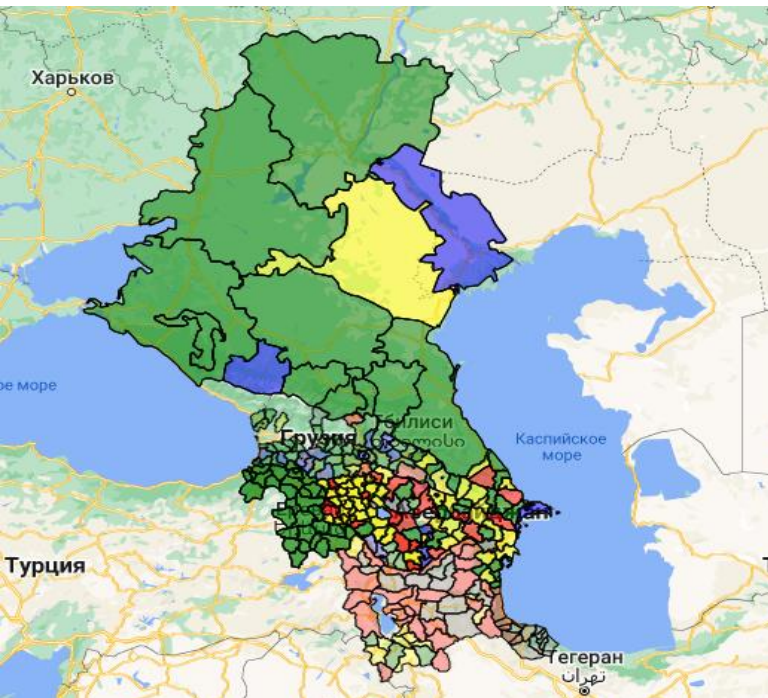 Харьков
ое море
Тбилиси
Грузия
Каспийское
море
Турция
Тегеран
تهران